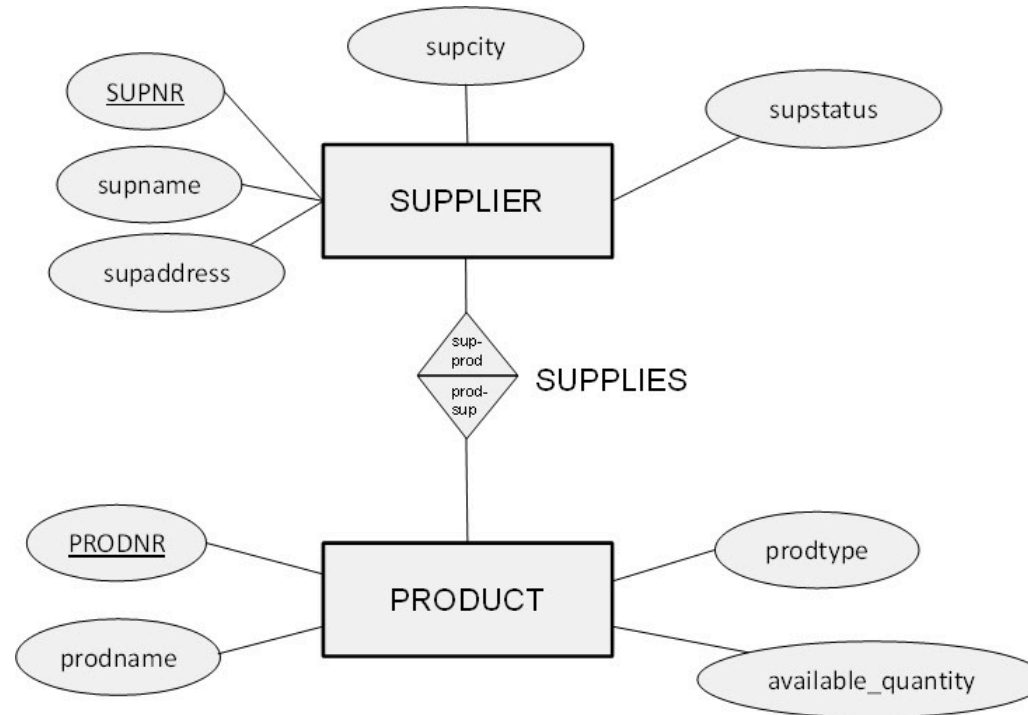 supcity
SUPNR
supstatus
supname
SUPPLIER
supaddress
sup-
prod
SUPPLIES
prod-
sup
PRODNR
prodtype
PRODUCT
prodname
available_quantity